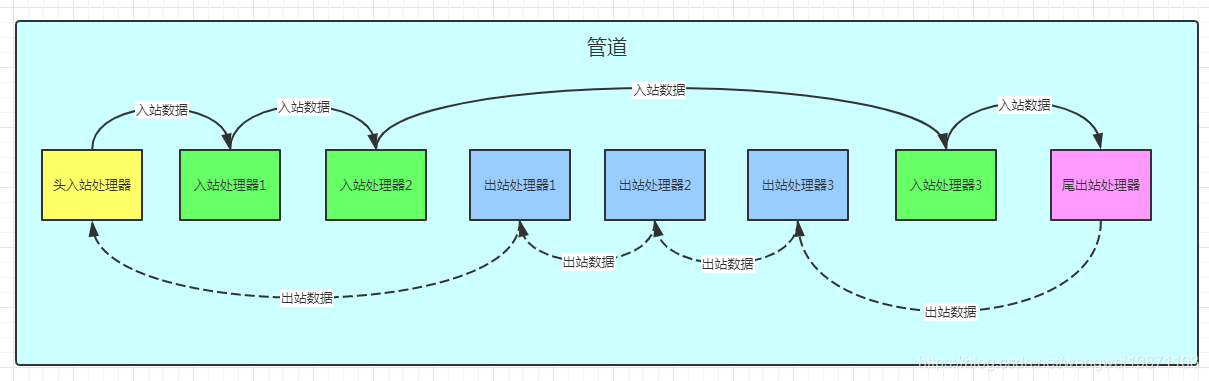 管道
入站数据
入站数据
入站数据
入站数据
头入站处理器
入站处理器1
入站处理器2
出站处理器1
出站处理器2
出站处理器3
入站处理器3
尾出站处理器
出站数据
出站数据
出站数据
出站数据
https://blog.csdn.net/wangwei19871103